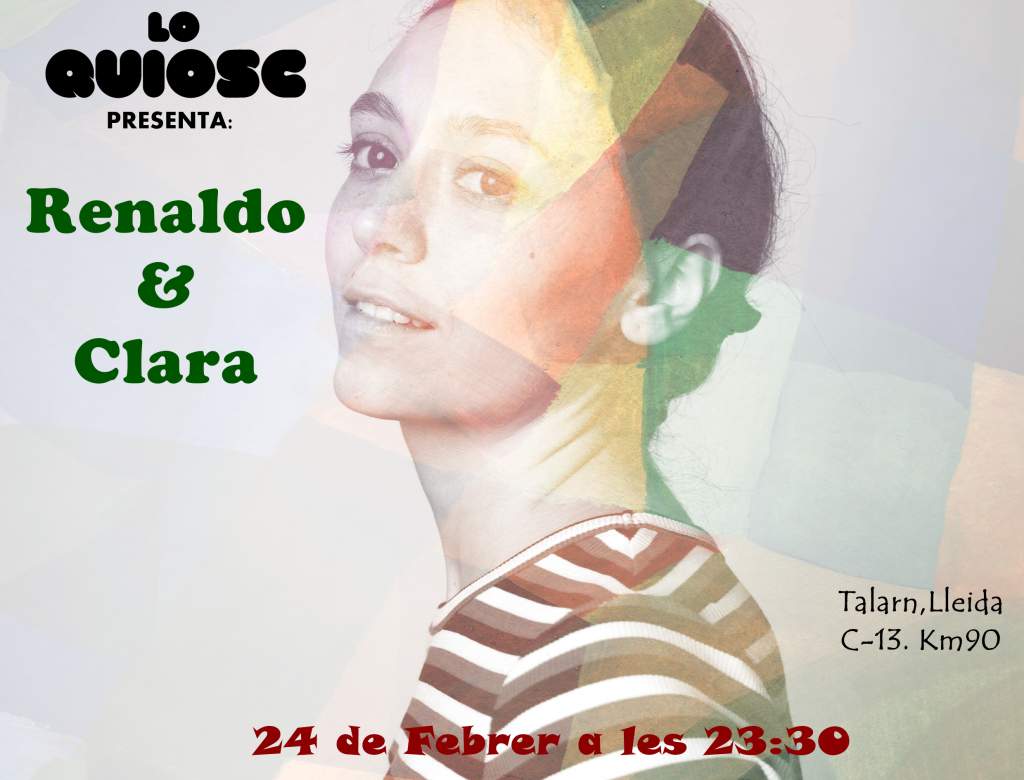 LO
QUIOSC
PRESENTA:
Renaldo
&
Clara
Talarn,Lleida
C-13. Km90
24 de Febrer a les 23:30